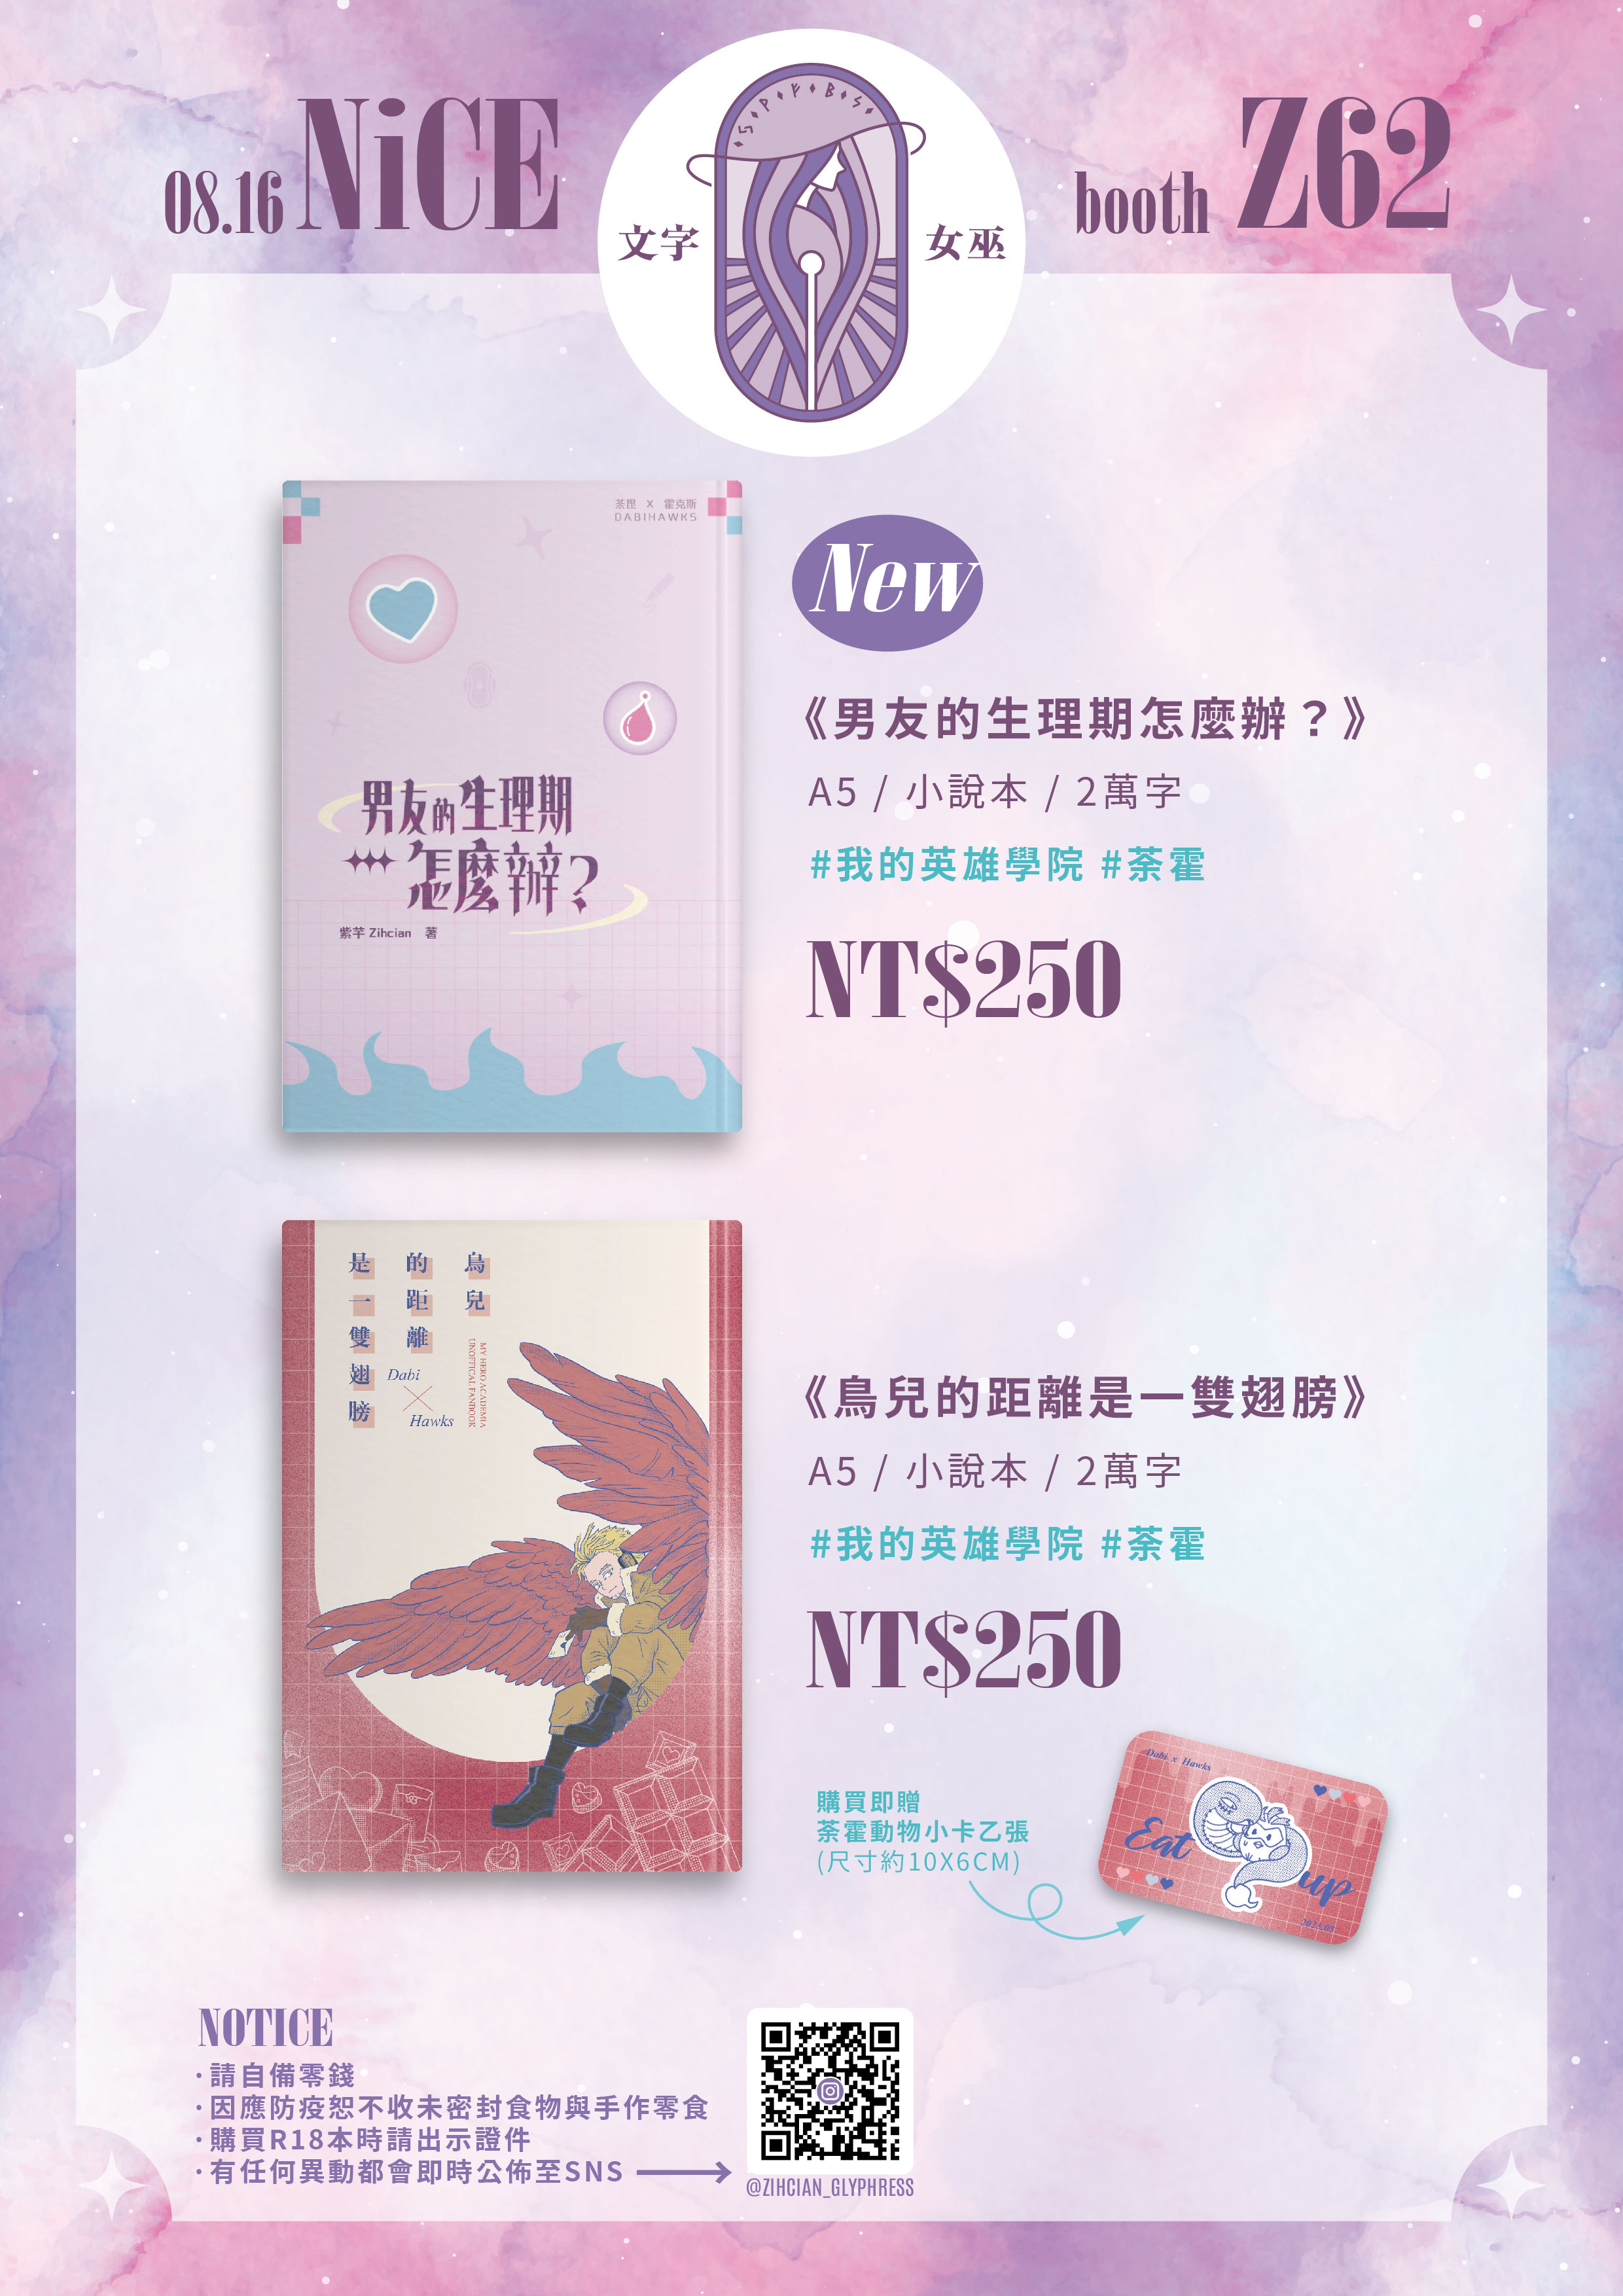 08.16 NiCE
文字 女巫
booth Z62
荼毘 X 霍克斯
DABIHAWKS
男友的生理期
怎麼辦?
紫芋 Zihcian 著
New
《男友的生理期怎麼辦？》
A5 / 小說本 / 2萬字
#我的英雄學院 #荼霍
NT$250
鳥兒
的距離
是一雙翅膀
MY HERO ACADEMIA
UNOFFICAL FANBOOK
Dabi
Hawks
《鳥兒的距離是一雙翅膀》
A5 / 小說本 / 2萬字
#我的英雄學院 #荼霍
NT$250
購買即贈
荼霍動物小卡乙張
(尺寸約10X6CM)
Dabi x Hawks
Eat
up
NOTICE
·請自備零錢
·因應防疫恕不收未密封食物與手作零食
·購買R18本時請出示證件
·有任何異動都會即時公佈至SNS
@ZIHCIAN_GLYPHRESS